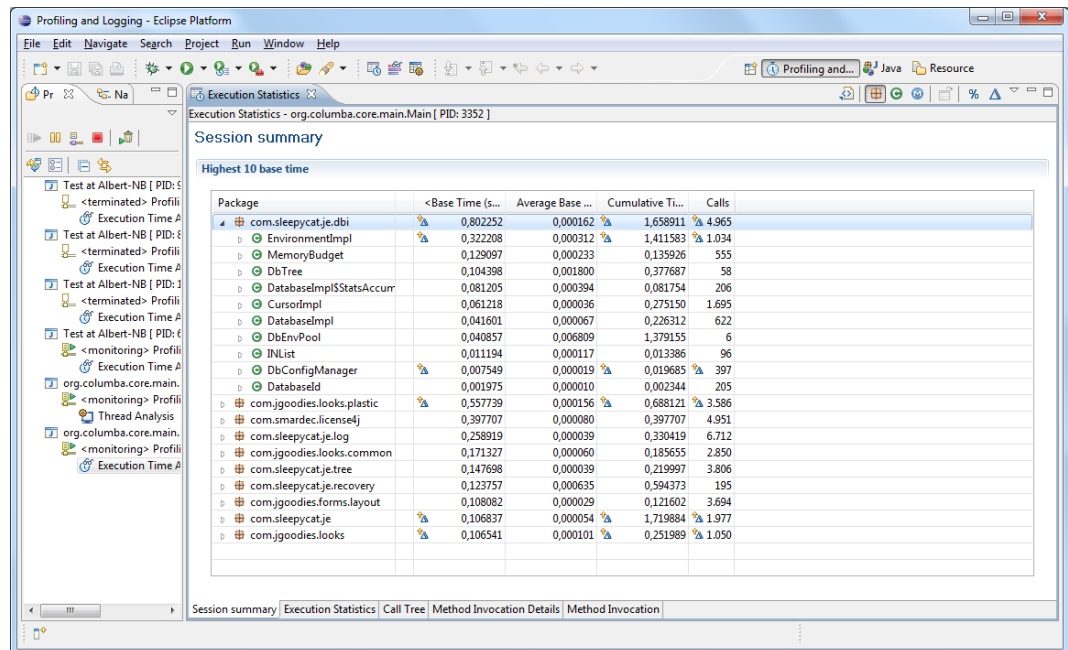 Profiling and Logging - Eclipse Platform
File Edit Navigate Search Project Run Window Help
Profiling and... Java Resource
Pr Na Execution Statistics
Execution Statistics - org.columba.core.main.Main [ PID: 3352 ]
Session summary
Highest 10 base time
Test at Albert-NB [ PID: 9
<terminated> Profili
Execution Time A
Test at Albert-NB [ PID: 8
<terminated> Profili
Execution Time A
Test at Albert-NB [ PID: 1
<terminated> Profili
Execution Time A
Test at Albert-NB [ PID: 6
<monitoring> Profili
Execution Time A
org.columba.core.main.
<monitoring> Profili
Thread Analysis
org.columba.core.main.
<monitoring> Profili
Execution Time A
Package <Base Time (s... Average Base ... Cumulative Ti... Calls
com.sleepycat.je.dbi 0,802252 0,000162 1,658911 4.965
EnvironmentImpl 0,322208 0,000312 1,411583 1.034
MemoryBudget 0,129097 0,000233 0,135926 555
DbTree 0,104398 0,001800 0,377687 58
DatabaseImpl$StatsAccum 0,081205 0,000394 0,081754 206
CursorImpl 0,061218 0,000036 0,275150 1.695
DatabaseImpl 0,041601 0,000067 0,226312 622
DbEnvPool 0,040857 0,006809 1,379155 6
INList 0,011194 0,000117 0,013386 96
DbConfigManager 0,007549 0,000019 0,019685 397
DatabaseId 0,001975 0,000010 0,002344 205
com.jgoodies.looks.plastic 0,557739 0,000156 0,688121 3.586
com.smardec.license4j 0,397707 0,000080 0,397707 4.951
com.sleepycat.je.log 0,258919 0,000039 0,330419 6.712
com.jgoodies.looks.common 0,171327 0,000060 0,185655 2.850
com.sleepycat.je.tree 0,147698 0,000039 0,219997 3.806
com.sleepycat.je.recovery 0,123757 0,000635 0,594373 195
com.jgoodies.forms.layout 0,108082 0,000029 0,121602 3.694
com.sleepycat.je 0,106837 0,000054 1,719884 1.977
com.jgoodies.looks 0,106541 0,000101 0,251989 1.050
Session summary Execution Statistics Call Tree Method Invocation Details Method Invocation